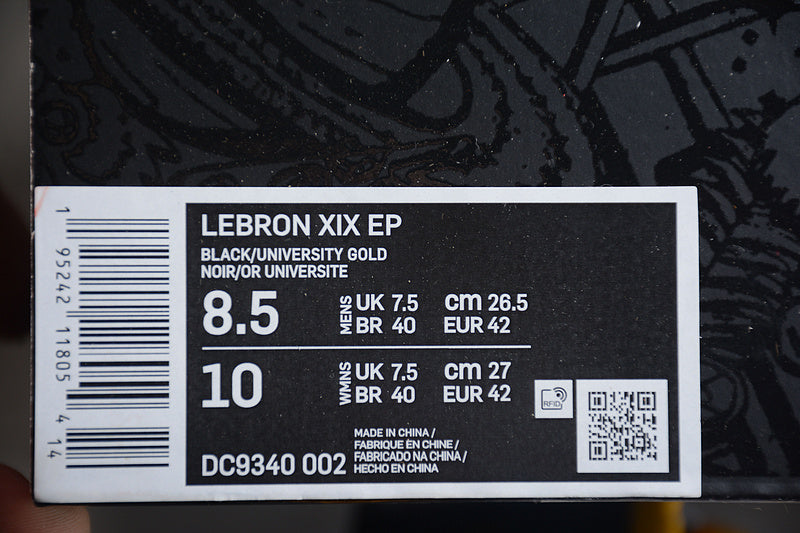 LEBRON XIX EP
BLACK/UNIVERSITY GOLD
NOIR/OR UNIVERSITE
8.5 MENS UK 7.5 cm 26.5
BR 40 EUR 42
10 WMNS UK 7.5 cm 27
BR 40 EUR 42
RFID
DC9340 002
MADE IN CHINA /
FABRIQUÉ EN CHINE /
FABRICADO NA CHINA /
HECHO EN CHINA
1 95242 11805 4 14